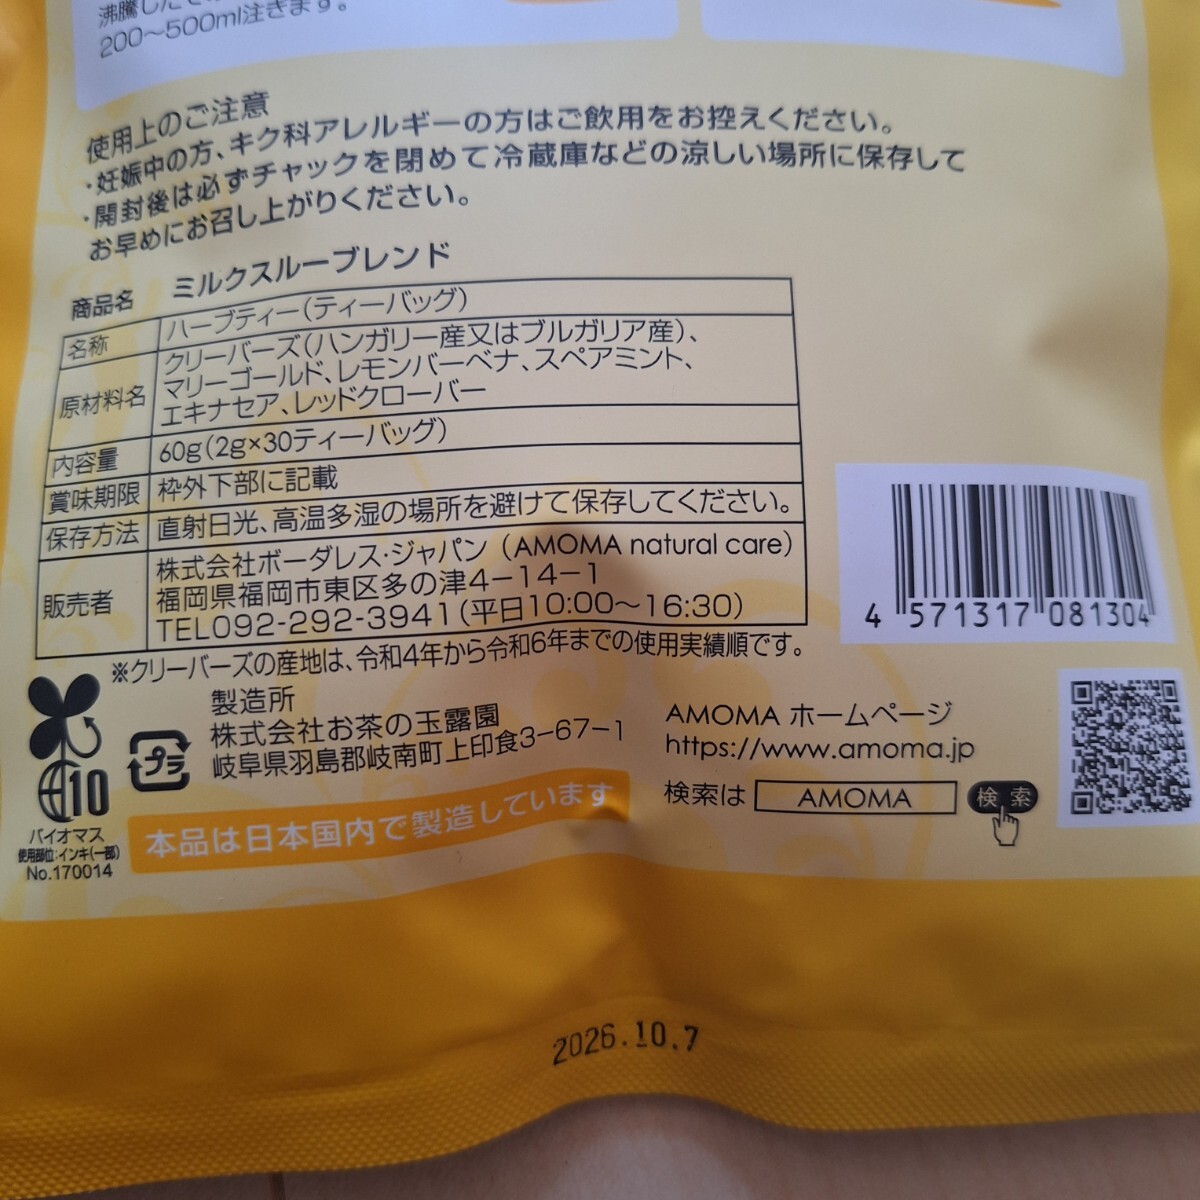 200〜500ml注きます。
使用上のご注意
・妊娠中の方、キク科アレルギーの方はご飲用をお控えください。
・開封後は必ずチャックを閉めて冷蔵庫などの涼しい場所に保存して
お早めにお召し上がりください。
商品名 ミルクスルーブレンド
名称 ハーブティー(ティーバッグ)
原材料名 クリーバーズ(ハンガリー産又はブルガリア産)、
マリーゴールド、レモンバーベナ、スペアミント、
エキナセア、レッドクローバー
内容量 60g(2g×30ティーバッグ)
賞味期限 枠外下部に記載
保存方法 直射日光、高温多湿の場所を避けて保存してください。
販売者 株式会社ボーダレス・ジャパン (AMOMA natural care)
福岡県福岡市東区多の津4-14-1
TEL092-292-3941(平日10:00〜16:30)
※クリーバーズの産地は、令和4年から令和6年までの使用実績順です。
4 571317 081304
製造所
株式会社お茶の玉露園
岐阜県羽島郡岐南町上印食3-67-1
プラ
10
バイオマス
使用部位:インキ(一部)
No.170014
本品は日本国内で製造しています
AMOMA ホームページ
https://www.amoma.jp
検索は AMOMA 検索
2026.10.7